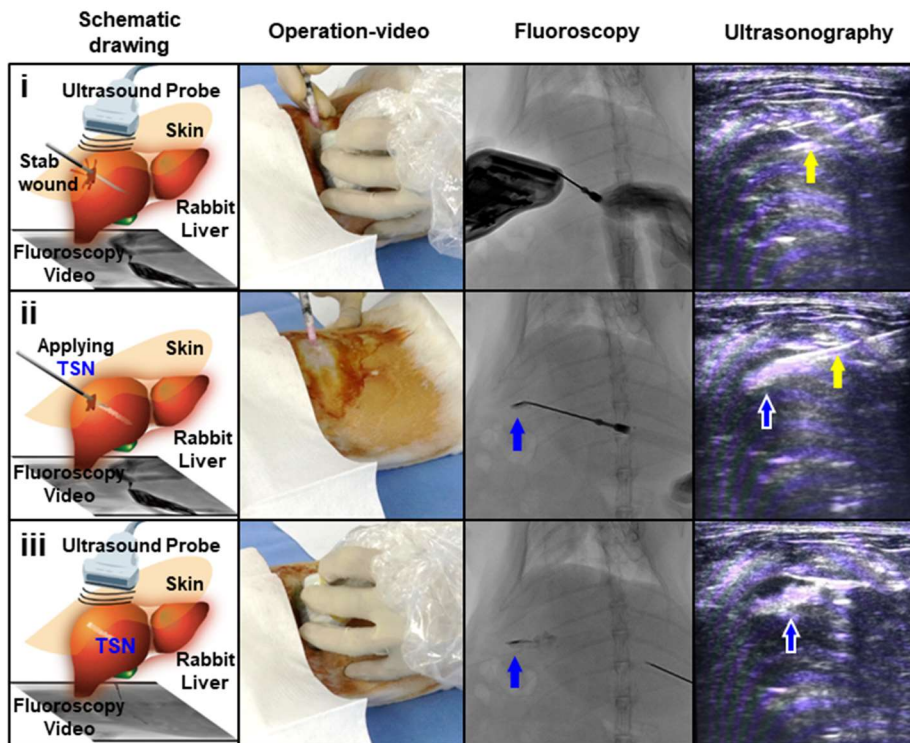 Schematic
drawing
Operation-video
Fluoroscopy
Ultrasonography
i
Ultrasound Probe
Skin
Stab
wound
Rabbit
Liver
Fluoroscopy
Video
ii
Applying
TSN
Skin
Rabbit
Liver
Fluoroscopy
Video
iii
Ultrasound Probe
Skin
TSN
Rabbit
Liver
Fluoroscopy
Video